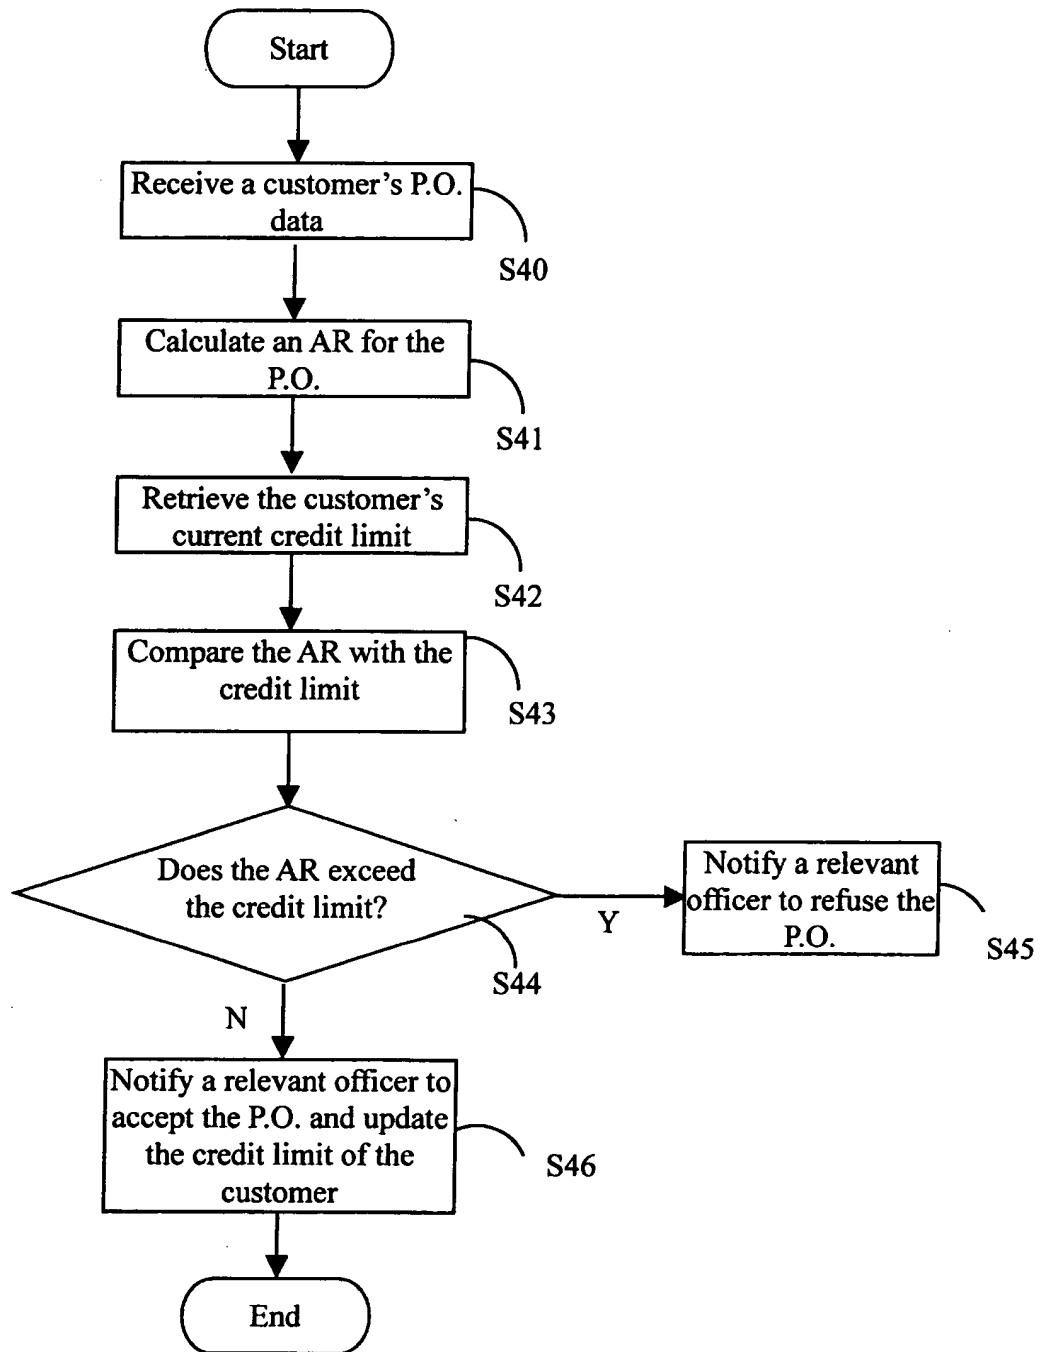 Start
Receive a customer's P.O.
data
S40
Calculate an AR for the
P.O.
S41
Retrieve the customer's
current credit limit
S42
Compare the AR with the
credit limit
S43
Does the AR exceed
the credit limit?
S44
Y
Notify a relevant
officer to refuse the
P.O.
S45
N
Notify a relevant officer to
accept the P.O. and update
the credit limit of the
customer
S46
End